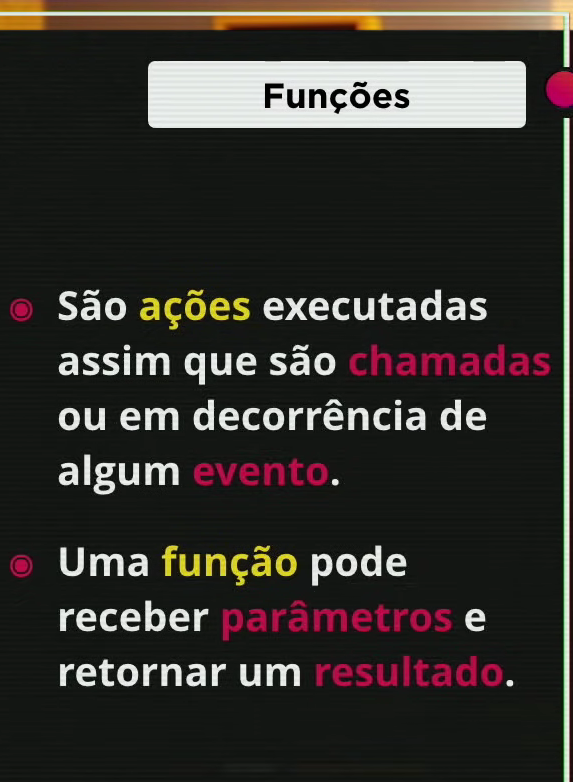 Funções
São ações executadas
assim que são chamadas
ou em decorrência de
algum evento.
Uma função pode
receber parâmetros e
retornar um resultado.